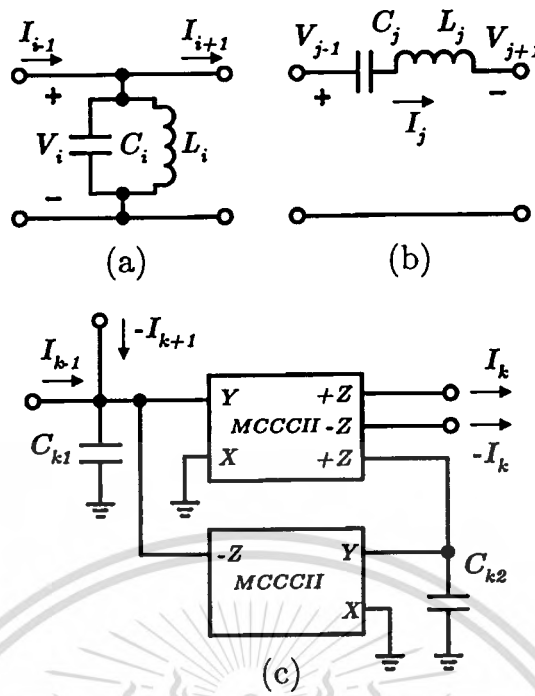 I_{i-1} I_{i+1}
+
V_i C_i L_i
-
(a)
V_{j-1} C_j L_j V_{j+1}
+ -
I_j
(b)
I_{k-1} -I_{k+1}
Y +Z I_k
MCCCII -Z
X +Z -I_k
C_{k1}
-Z Y
MCCCII
X
C_{k2}
(c)